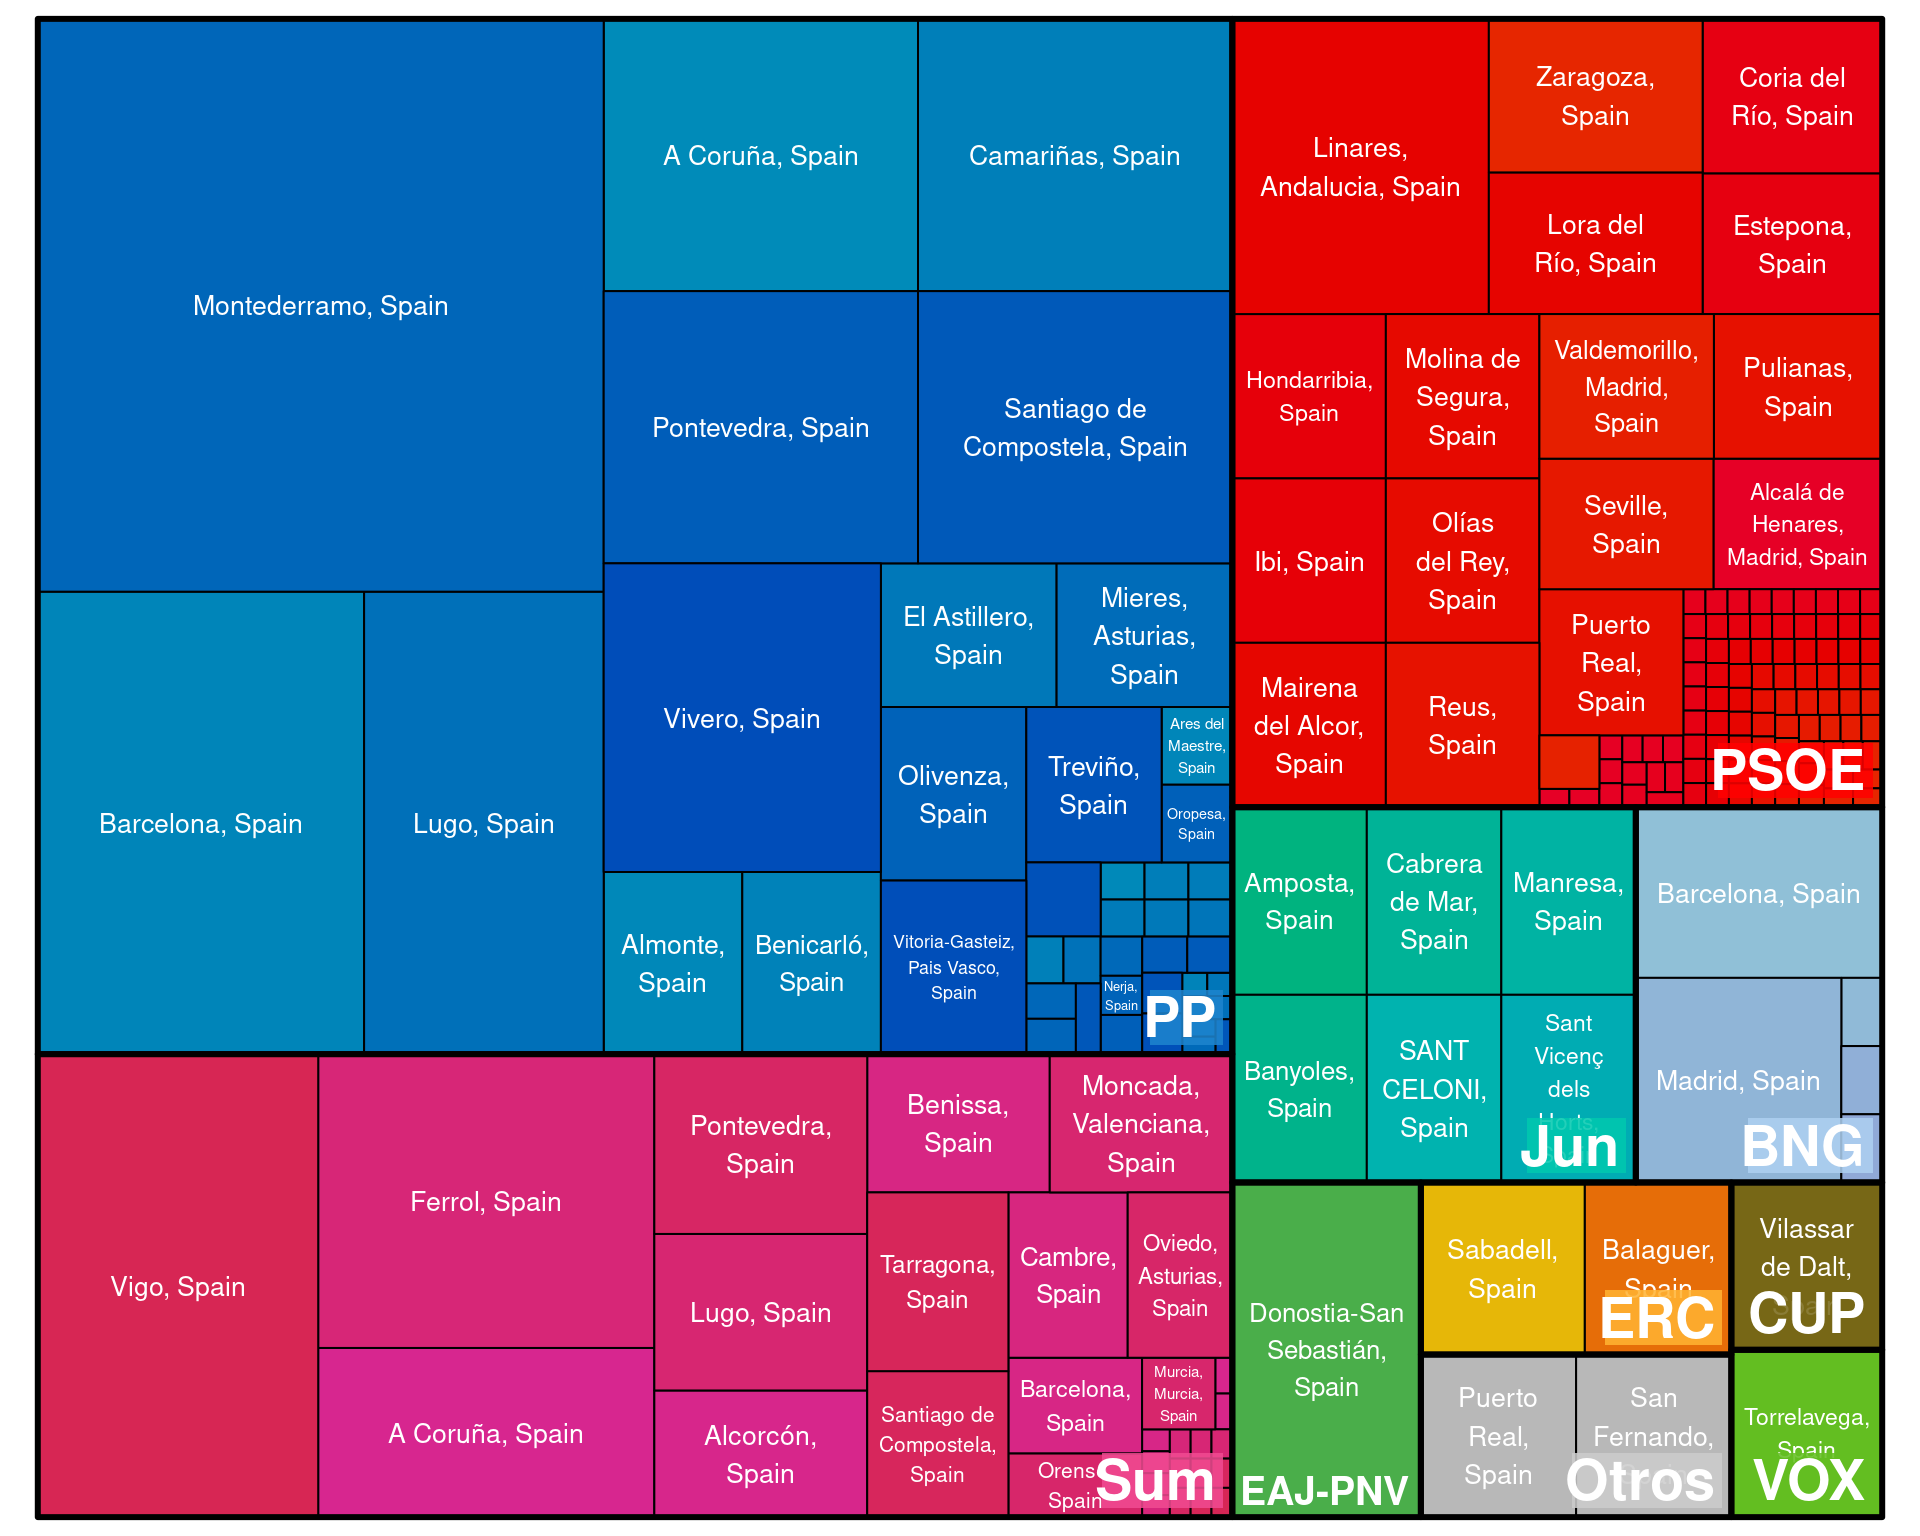 Montederramo, Spain
A Coruña, Spain
Camariñas, Spain
Pontevedra, Spain
Santiago de
Compostela, Spain
Barcelona, Spain
Lugo, Spain
Vivero, Spain
El Astillero,
Spain
Mieres,
Asturias,
Spain
Olivenza,
Spain
Treviño,
Spain
Ares del
Maestre,
Spain
Oropesa,
Spain
Almonte,
Spain
Benicarló,
Spain
Vitoria-Gasteiz,
Pais Vasco,
Spain
Nerja,
Spain
PP
Linares,
Andalucia, Spain
Zaragoza,
Spain
Coria del
Río, Spain
Lora del
Río, Spain
Estepona,
Spain
Hondarribia,
Spain
Molina de
Segura,
Spain
Valdemorillo,
Madrid,
Spain
Pulianas,
Spain
Ibi, Spain
Olías
del Rey,
Spain
Seville,
Spain
Alcalá de
Henares,
Madrid, Spain
Mairena
del Alcor,
Spain
Reus,
Spain
Puerto
Real,
Spain
PSOE
Vigo, Spain
Ferrol, Spain
A Coruña, Spain
Pontevedra,
Spain
Lugo, Spain
Alcorcón,
Spain
Benissa,
Spain
Moncada,
Valenciana,
Spain
Tarragona,
Spain
Cambre,
Spain
Oviedo,
Asturias,
Spain
Santiago de
Compostela,
Spain
Barcelona,
Spain
Murcia,
Murcia,
Spain
Spain
Sum
Amposta,
Spain
Cabrera
de Mar,
Spain
Manresa,
Spain
Banyoles,
Spain
SANT
CELONI,
Spain
Sant
Vicenç
dels
Horts,
Jun
Barcelona, Spain
Madrid, Spain
BNG
Donostia-San
Sebastián,
Spain
EAJ-PNV
Sabadell,
Spain
Balaguer,
Spain
ERC
Vilassar
de Dalt,
CUP
Puerto
Real,
Spain
San
Fernando,
Otros
Torrelavega,
Spain
VOX